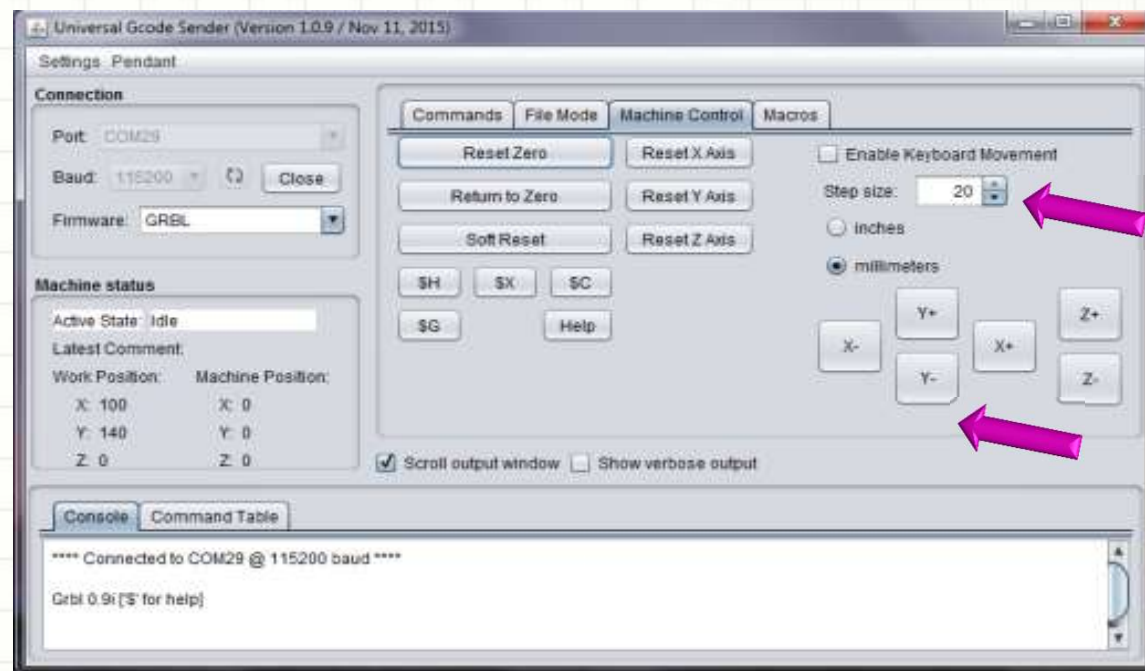 Universal Gcode Sender (Version 1.0.9 / Nov 11, 2015)
Settings Pendant
Connection
Port: COM29
Baud: 115200 Close
Firmware: GRBL
Machine status
Active State: Idle
Latest Comment:
Work Position: Machine Position:
X: 100 X: 0
Y: 140 Y: 0
Z: 0 Z: 0
Commands File Mode Machine Control Macros
Reset Zero Reset X Axis
Return to Zero Reset Y Axis
Soft Reset Reset Z Axis
$H $X $C
$G Help
Enable Keyboard Movement
Step size: 20
inches
millimeters
Y+ Z+
X- X+
Y- Z-
Scroll output window Show verbose output
Console Command Table
**** Connected to COM29 @ 115200 baud ****
Grbl 0.9i ['$' for help]